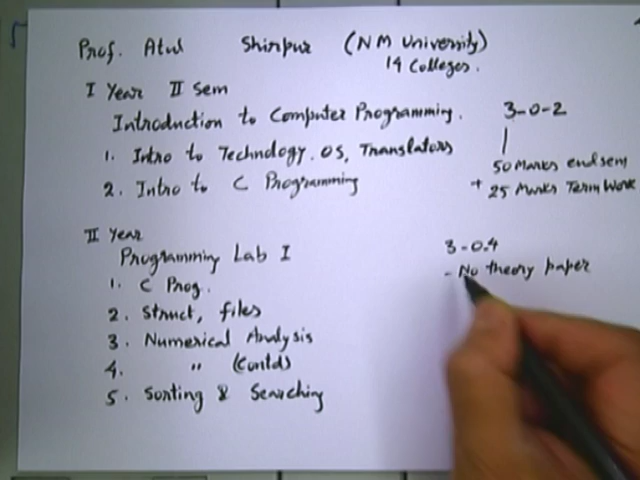 Prof. Atul Shirpur (NM University)
14 Colleges.
I Year II Sem
Introduction to Computer Programming. 3-0-2
1. Intro to Technology. OS, Translators
50 Marks endsem
2. Intro to C Programming
+ 25 Marks Term Work
II Year
Programming Lab I
3-0.4
- No theory paper
1. C Prog.
2. Struct, files
3. Numerical Analysis
4. " (Contd)
5. Sorting & Searching